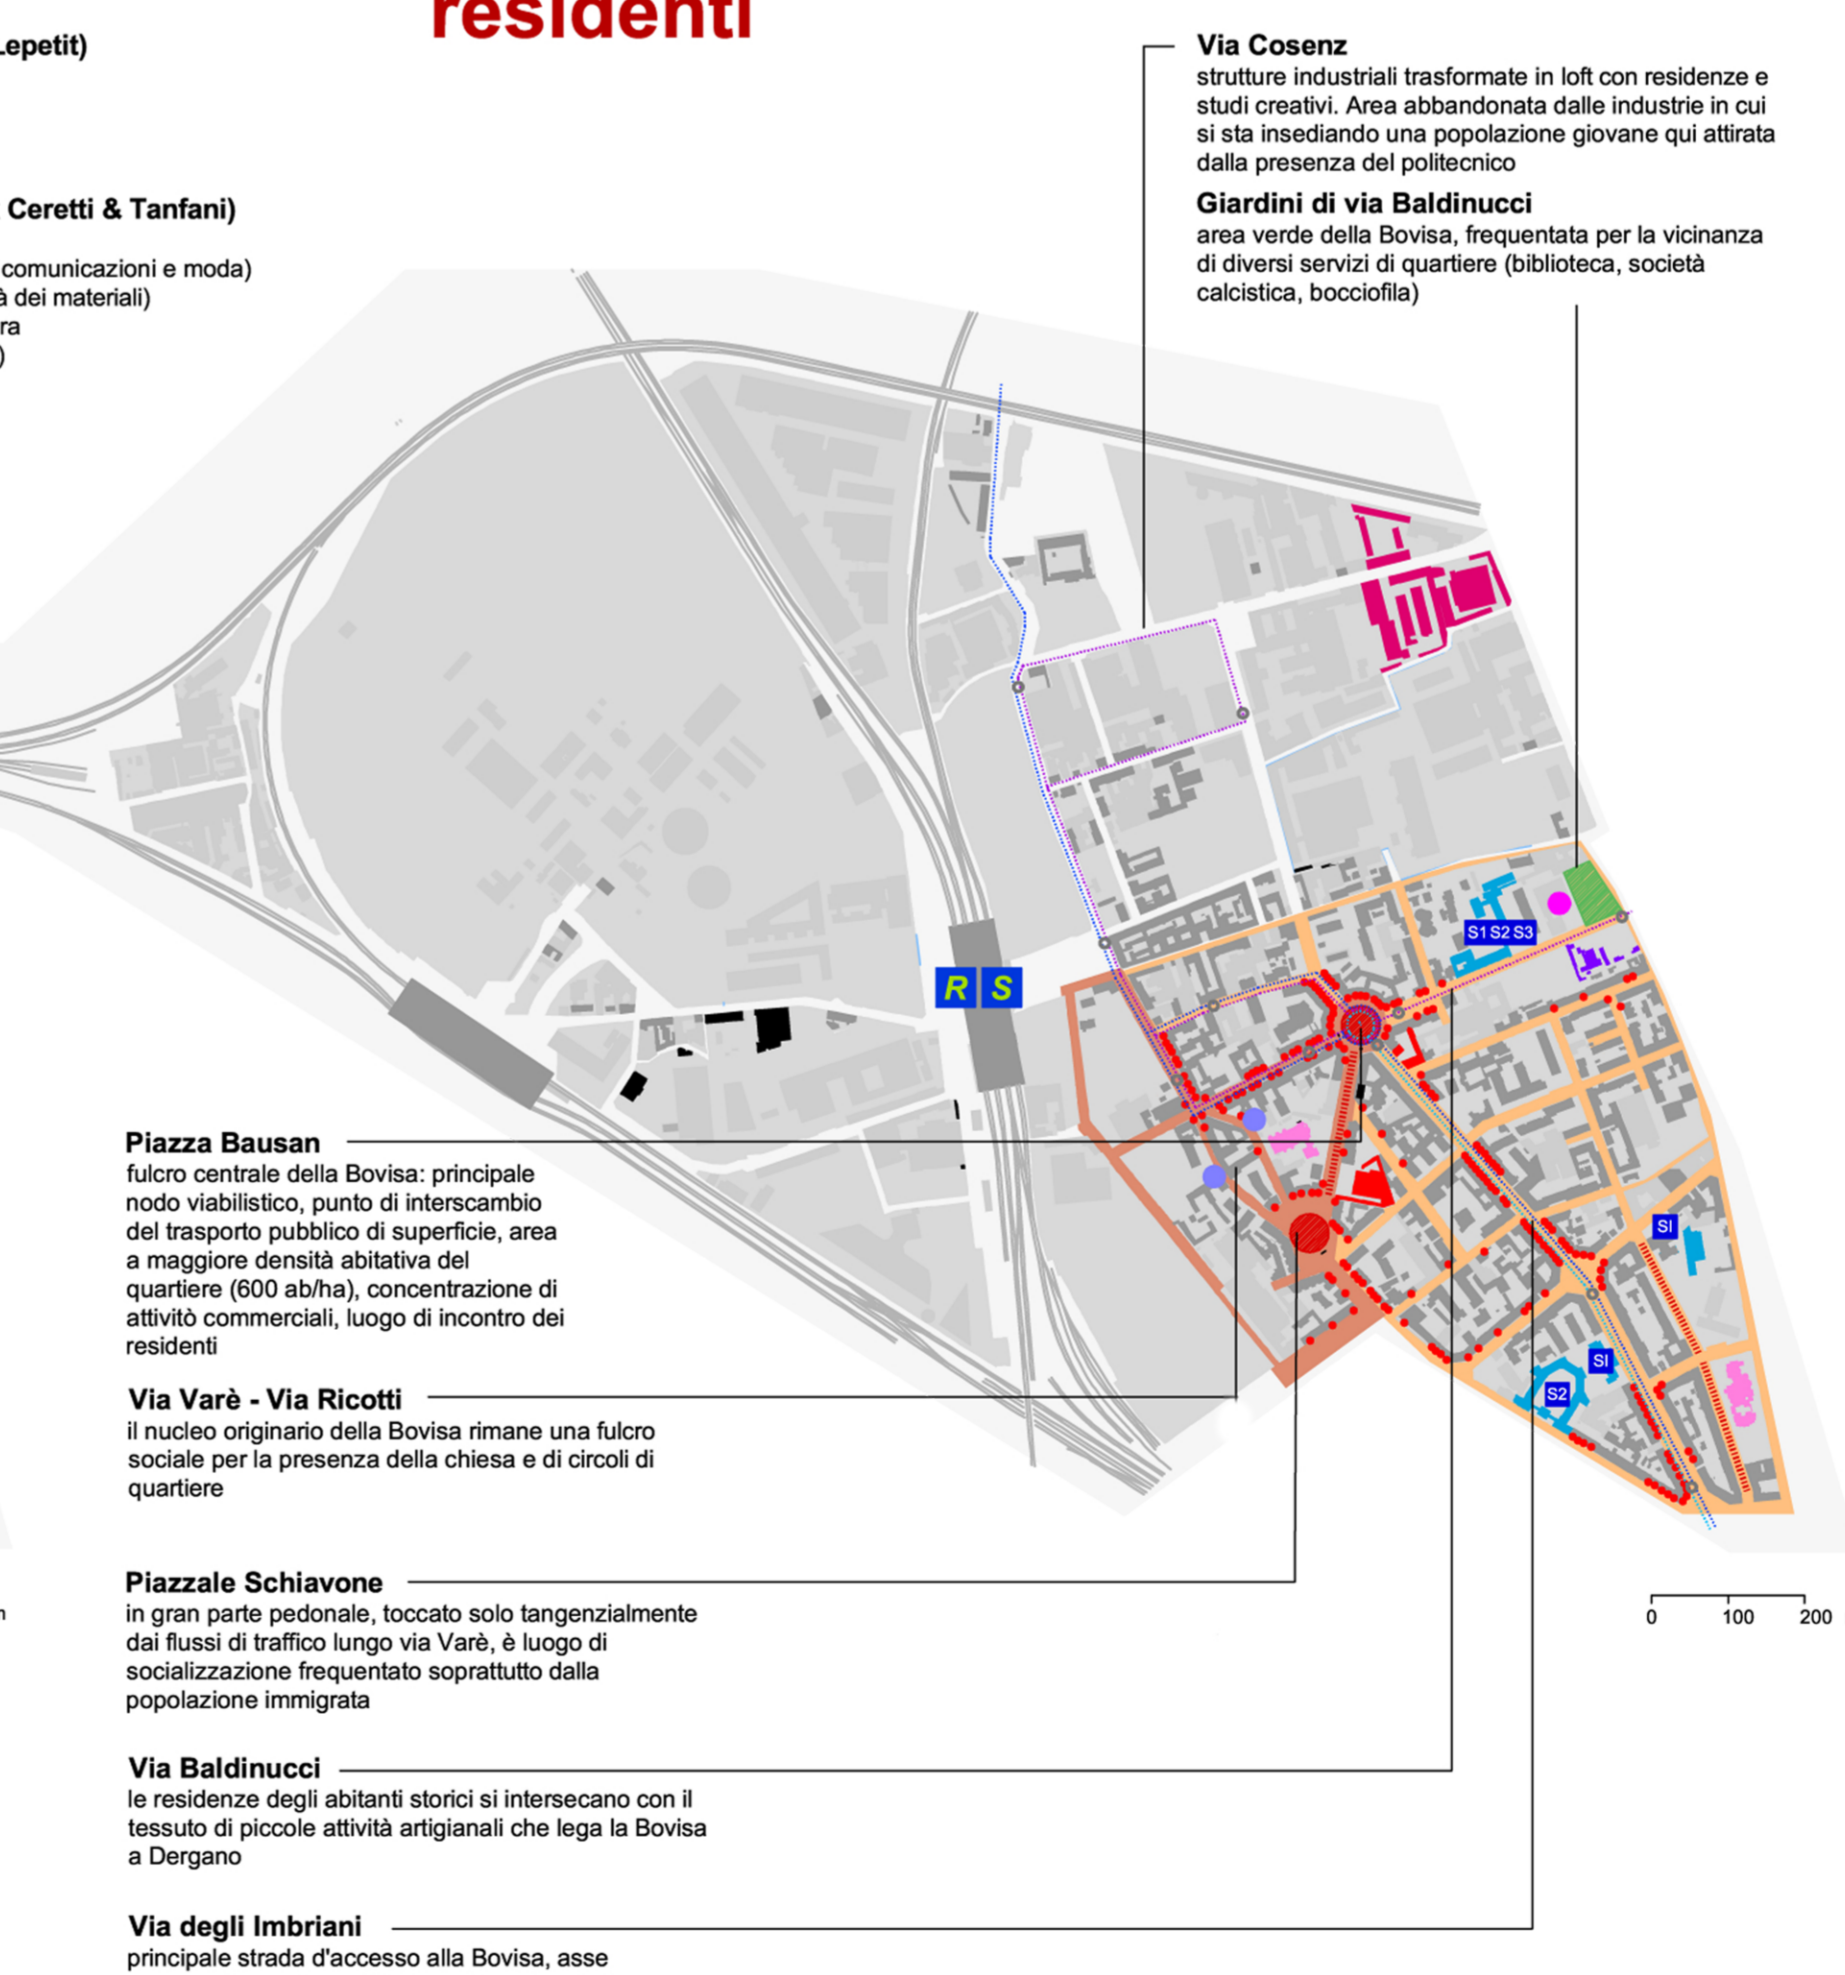 residenti
Lepetit)
Ceretti & Tanfani)
comunicazioni e moda)
à dei materiali)
ra
)
Via Cosenz
strutture industriali trasformate in loft con residenze e
studi creativi. Area abbandonata dalle industrie in cui
si sta insediando una popolazione giovane qui attirata
dalla presenza del politecnico
Giardini di via Baldinucci
area verde della Bovisa, frequentata per la vicinanza
di diversi servizi di quartiere (biblioteca, società
calcistica, bocciofila)
S1 S2 S3
R S
SI
SI
S2
Piazza Bausan
fulcro centrale della Bovisa: principale
nodo viabilistico, punto di interscambio
del trasporto pubblico di superficie, area
a maggiore densità abitativa del
quartiere (600 ab/ha), concentrazione di
attivitò commerciali, luogo di incontro dei
residenti
Via Varè - Via Ricotti
il nucleo originario della Bovisa rimane una fulcro
sociale per la presenza della chiesa e di circoli di
quartiere
Piazzale Schiavone
in gran parte pedonale, toccato solo tangenzialmente
dai flussi di traffico lungo via Varè, è luogo di
socializzazione frequentato soprattutto dalla
popolazione immigrata
0 100 200
Via Baldinucci
le residenze degli abitanti storici si intersecano con il
tessuto di piccole attività artigianali che lega la Bovisa
a Dergano
Via degli Imbriani
principale strada d'accesso alla Bovisa, asse